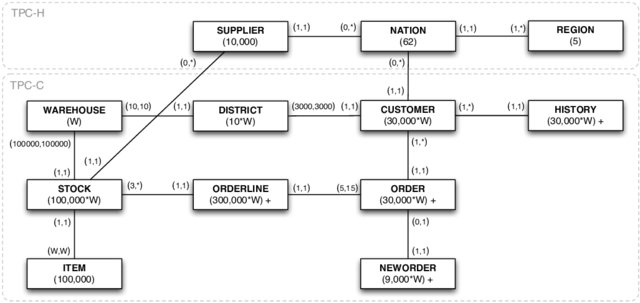 TPC-H
SUPPLIER
(10,000)
(1,1)
(0,*)
NATION
(62)
(1,1)
(1,*)
REGION
(5)
(0,*)
(0,*)
TPC-C
(1,1)
WAREHOUSE
(W)
(10,10)
(1,1)
DISTRICT
(10*W)
(3000,3000)
(1,1)
CUSTOMER
(30,000*W)
(1,*)
(1,1)
HISTORY
(30,000*W) +
(100000,100000)
(1,*)
(1,1)
(1,1)
(1,1)
STOCK
(100,000*W)
(3,*)
(1,1)
ORDERLINE
(300,000*W) +
(1,1)
(5,15)
ORDER
(30,000*W) +
(1,1)
(0,1)
(W,W)
(1,1)
ITEM
(100,000)
NEWORDER
(9,000*W) +